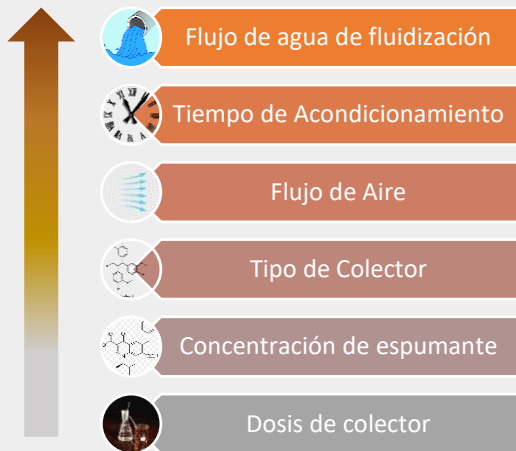 Flujo de agua de fluidización
Tiempo de Acondicionamiento
Flujo de Aire
Tipo de Colector
Concentración de espumante
Dosis de colector